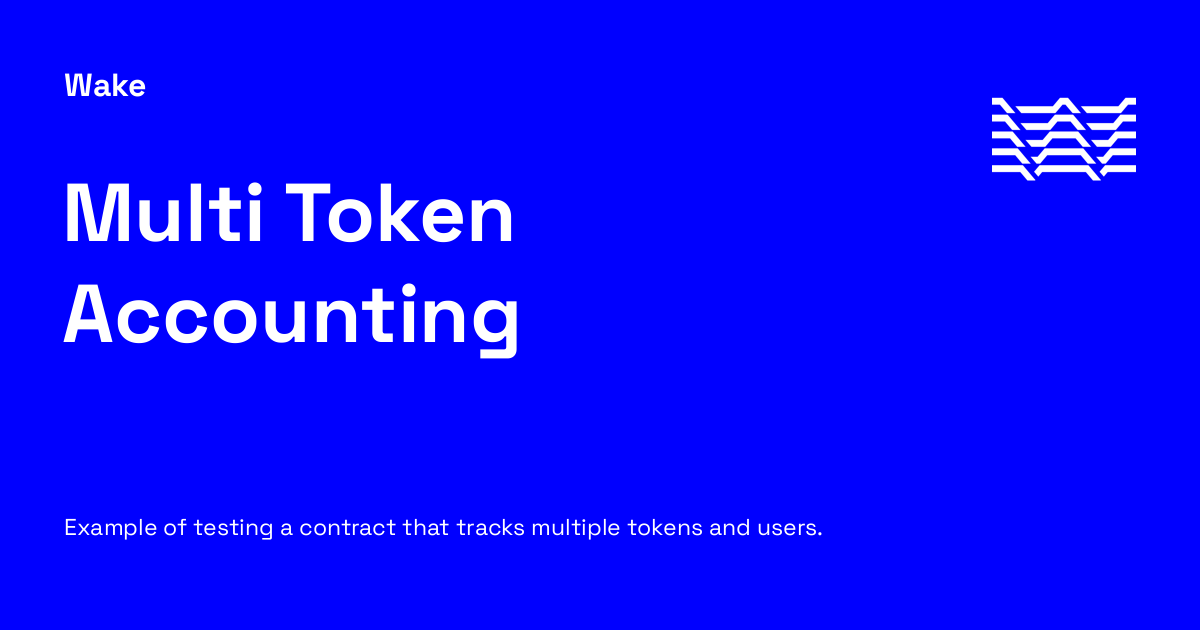 Wake
Multi Token
Accounting
Example of testing a contract that tracks multiple tokens and users.